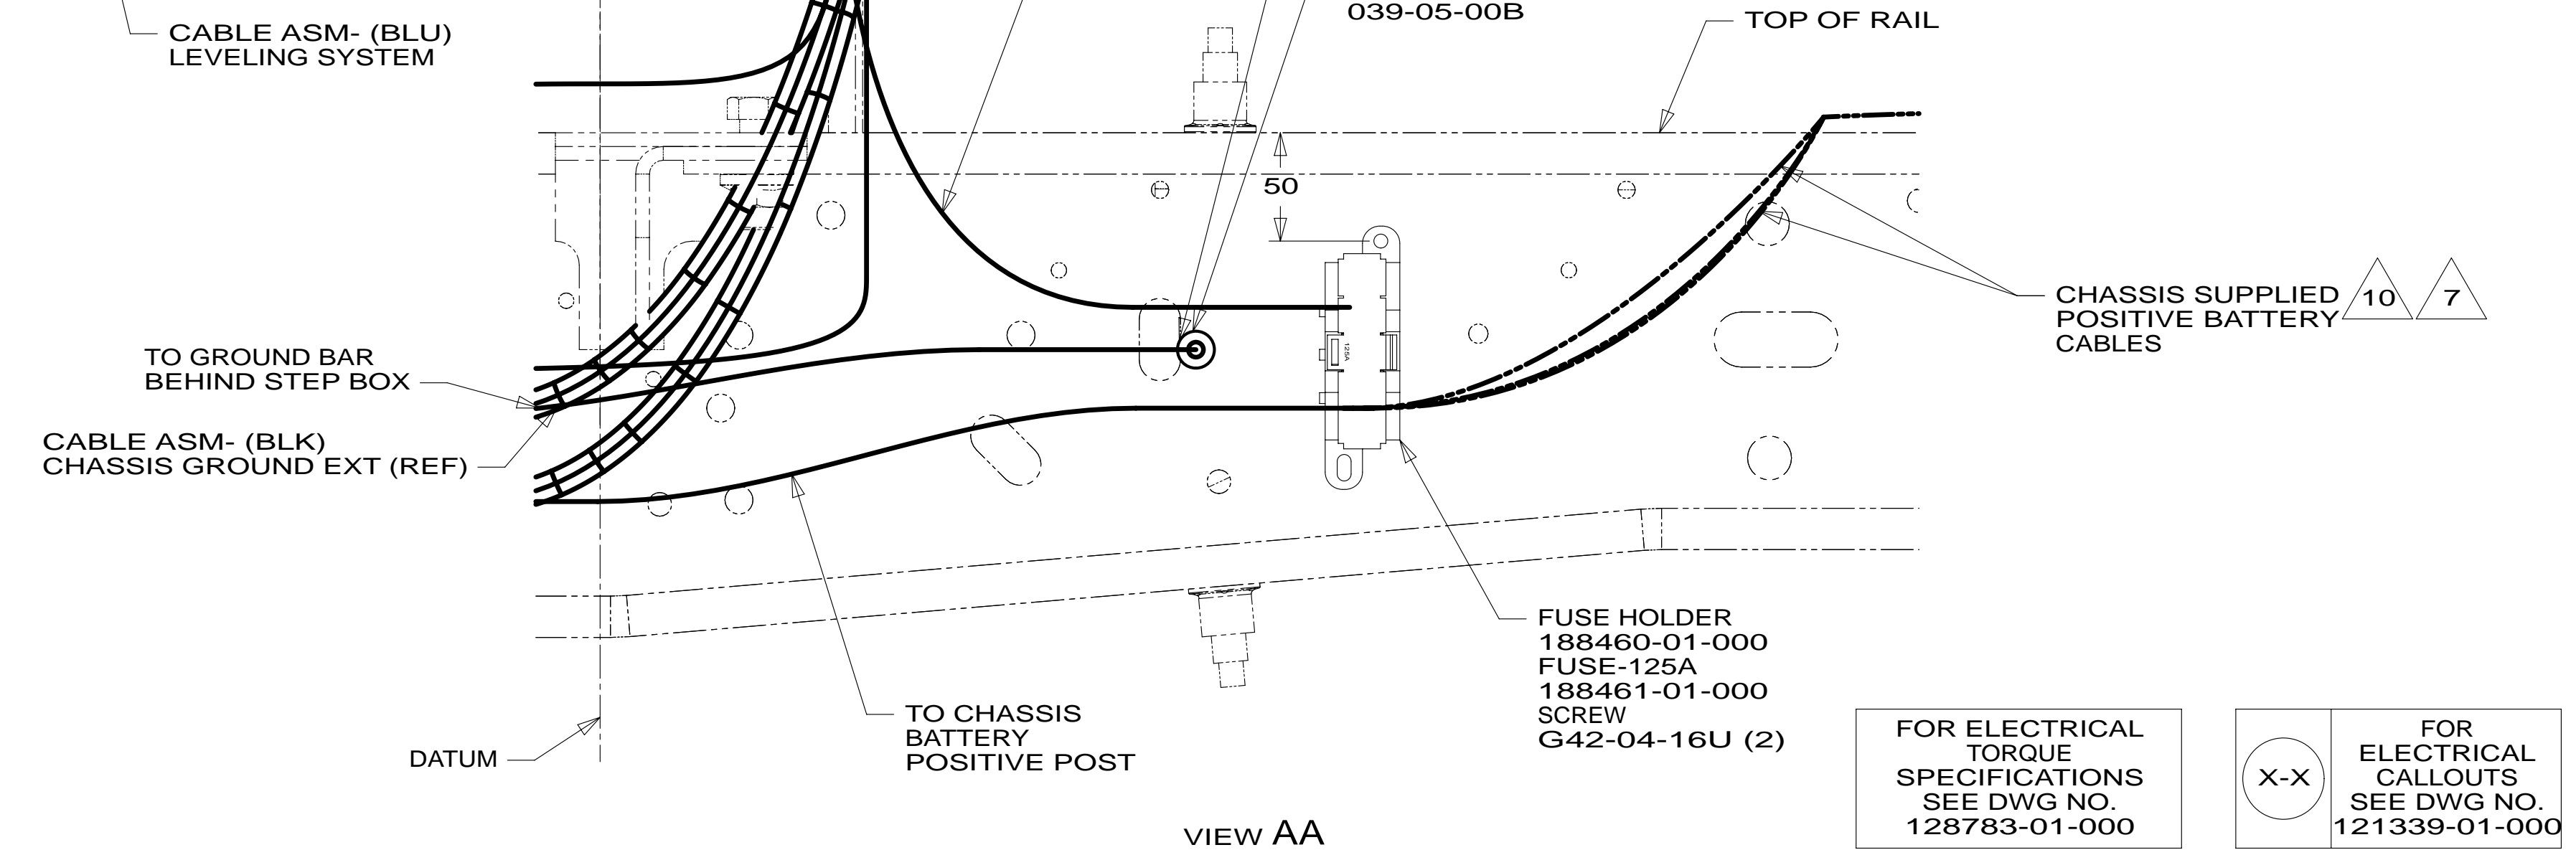 039-05-00B
CABLE ASM- (BLU)
LEVELING SYSTEM
TOP OF RAIL
50
125A
CHASSIS SUPPLIED
POSITIVE BATTERY
CABLES
10
7
TO GROUND BAR
BEHIND STEP BOX
CABLE ASM- (BLK)
CHASSIS GROUND EXT (REF)
FUSE HOLDER
188460-01-000
FUSE-125A
188461-01-000
SCREW
G42-04-16U (2)
TO CHASSIS
BATTERY
POSITIVE POST
DATUM
VIEW AA
FOR ELECTRICAL
TORQUE
SPECIFICATIONS
SEE DWG NO.
128783-01-000
X-X
FOR
ELECTRICAL
CALLOUTS
SEE DWG NO.
121339-01-000